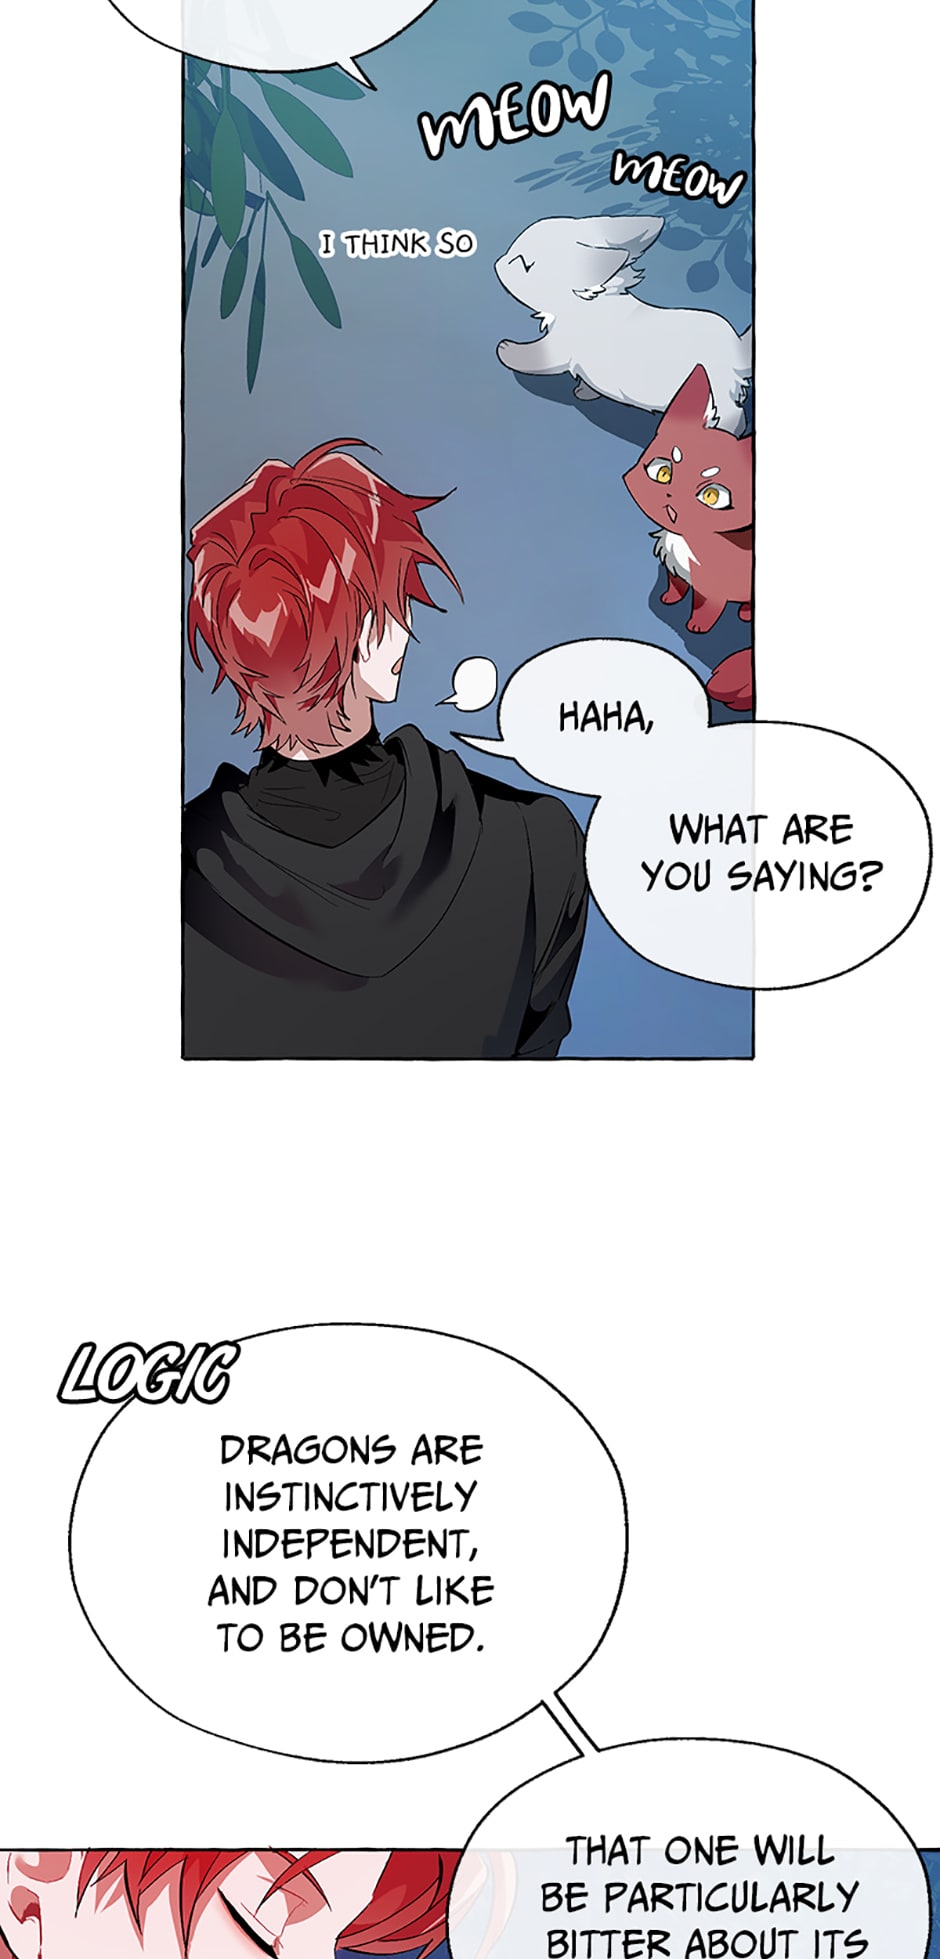 MEOW
MEOW
I THINK SO
HAHA,
WHAT ARE
YOU SAYING?
LOGIC
DRAGONS ARE
INSTINCTIVELY
INDEPENDENT,
AND DON'T LIKE
TO BE OWNED.
THAT ONE WILL
BE PARTICULARLY
BITTER ABOUT ITS